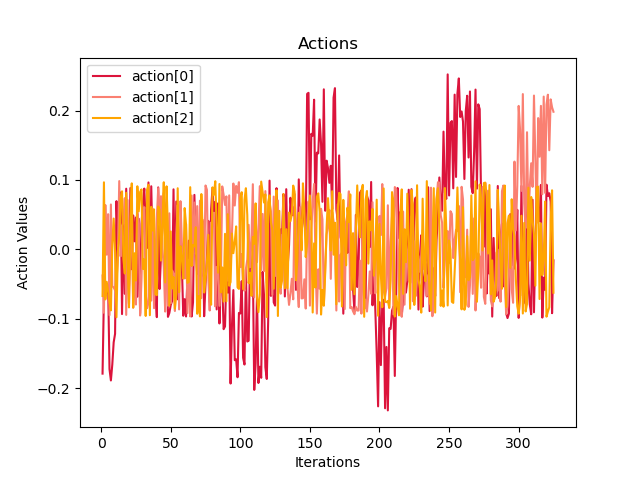 Actions
action[0]
action[1]
action[2]
Action Values
0.2
0.1
0.0
−0.1
−0.2
0 50 100 150 200 250 300
Iterations